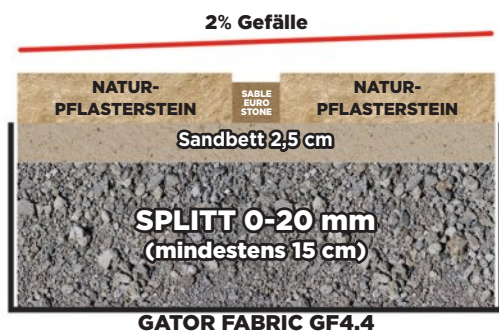 2% Gefälle
NATUR-
PFLASTERSTEIN
SABLE
EURO
STONE
NATUR-
PFLASTERSTEIN
Sandbett 2,5 cm
SPLITT 0-20 mm
(mindestens 15 cm)
GATOR FABRIC GF4.4